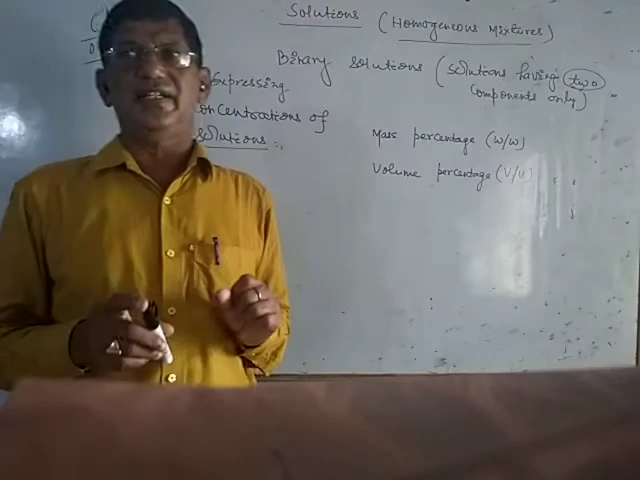 Solutions (Homogeneous Mixtures)
Binary solutions (solutions having two
components only)
Expressing
concentrations of
solutions :
Mass percentage (W/W)
Volume percentage (V/V)